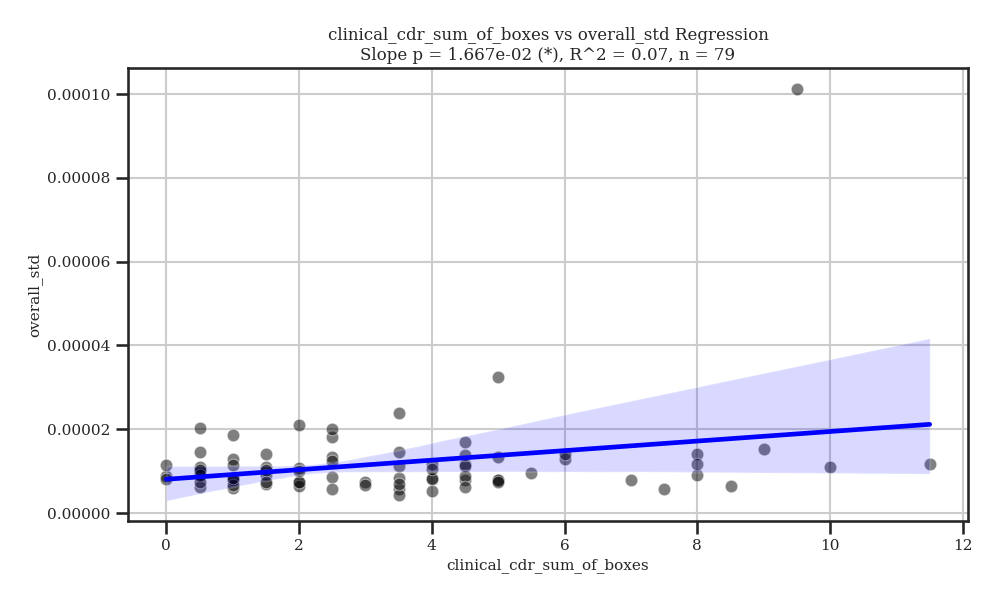 clinical_cdr_sum_of_boxes vs overall_std Regression
Slope p = 1.667e-02 (*), R^2 = 0.07, n = 79
0.00010
0.00008
0.00006
0.00004
0.00002
0.00000
overall_std
0 2 4 6 8 10 12
clinical_cdr_sum_of_boxes